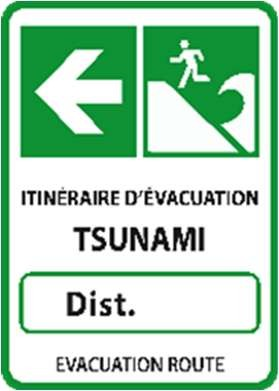 ITINÉRAIRE D'ÉVACUATION
TSUNAMI
Dist.
EVACUATION ROUTE